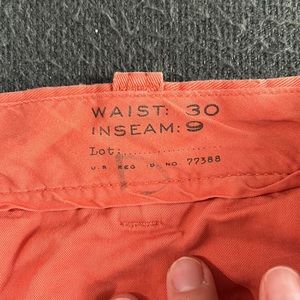 WAIST: 30
INSEAM: 9
Lot:....................
U.S. REG. D. NO 77388